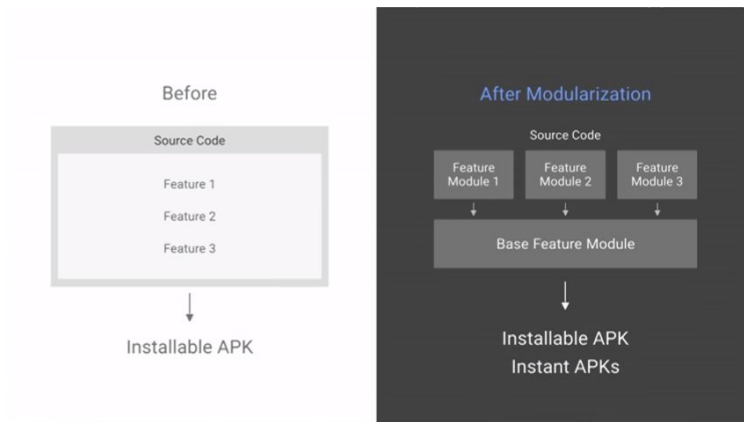 Before
Source Code
Feature 1
Feature 2
Feature 3
Installable APK
After Modularization
Source Code
Feature
Module 1
Feature
Module 2
Feature
Module 3
Base Feature Module
Installable APK
Instant APKs